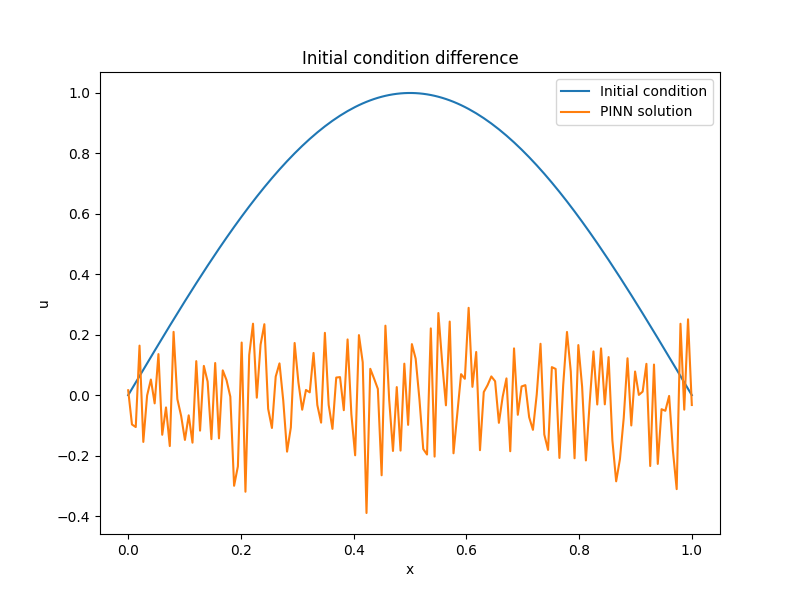 Initial condition difference
Initial condition
PINN solution
1.0
0.8
0.6
0.4
0.2
0.0
−0.2
−0.4
u
0.0 0.2 0.4 0.6 0.8 1.0
x